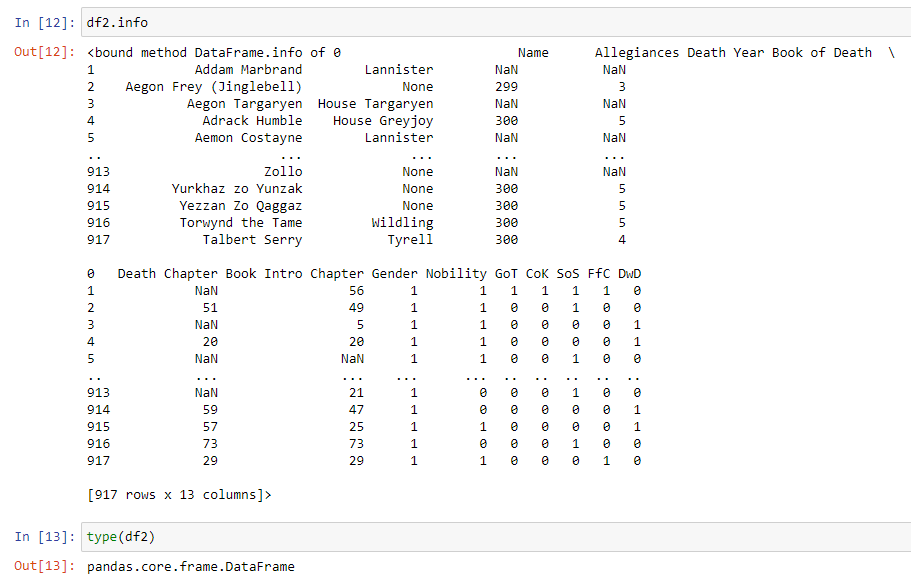 In [12]: df2.info
Out[12]: <bound method DataFrame.info of 0                       Name      Allegiances Death Year Book of Death  \
1             Addam Marbrand        Lannister        NaN           NaN
2    Aegon Frey (Jinglebell)             None        299             3
3            Aegon Targaryen  House Targaryen        NaN           NaN
4              Adrack Humble    House Greyjoy        300             5
5             Aemon Costayne        Lannister        NaN           NaN
..                       ...              ...        ...           ...
913                    Zollo             None        NaN           NaN
914        Yurkhaz zo Yunzak             None        300             5
915        Yezzan Zo Qaggaz             None        300             5
916         Torwynd the Tame         Wildling        300             5
917            Talbert Serry           Tyrell        300             4
0   Death Chapter Book Intro Chapter Gender Nobility GoT CoK SoS FfC DwD
1             NaN                 56      1        1   1   1   1   1   0
2              51                 49      1        1   0   0   1   0   0
3             NaN                  5      1        1   0   0   0   0   1
4              20                 20      1        1   0   0   0   0   1
5             NaN                NaN      1        1   0   0   1   0   0
..            ...                ...    ...      ...  ..  ..  ..  ..  ..
913           NaN                 21      1        0   0   0   1   0   0
914            59                 47      1        0   0   0   0   0   1
915            57                 25      1        1   0   0   0   0   1
916            73                 73      1        0   0   0   1   0   0
917            29                 29      1        1   0   0   0   1   0
[917 rows x 13 columns]>
In [13]: type(df2)
Out[13]: pandas.core.frame.DataFrame